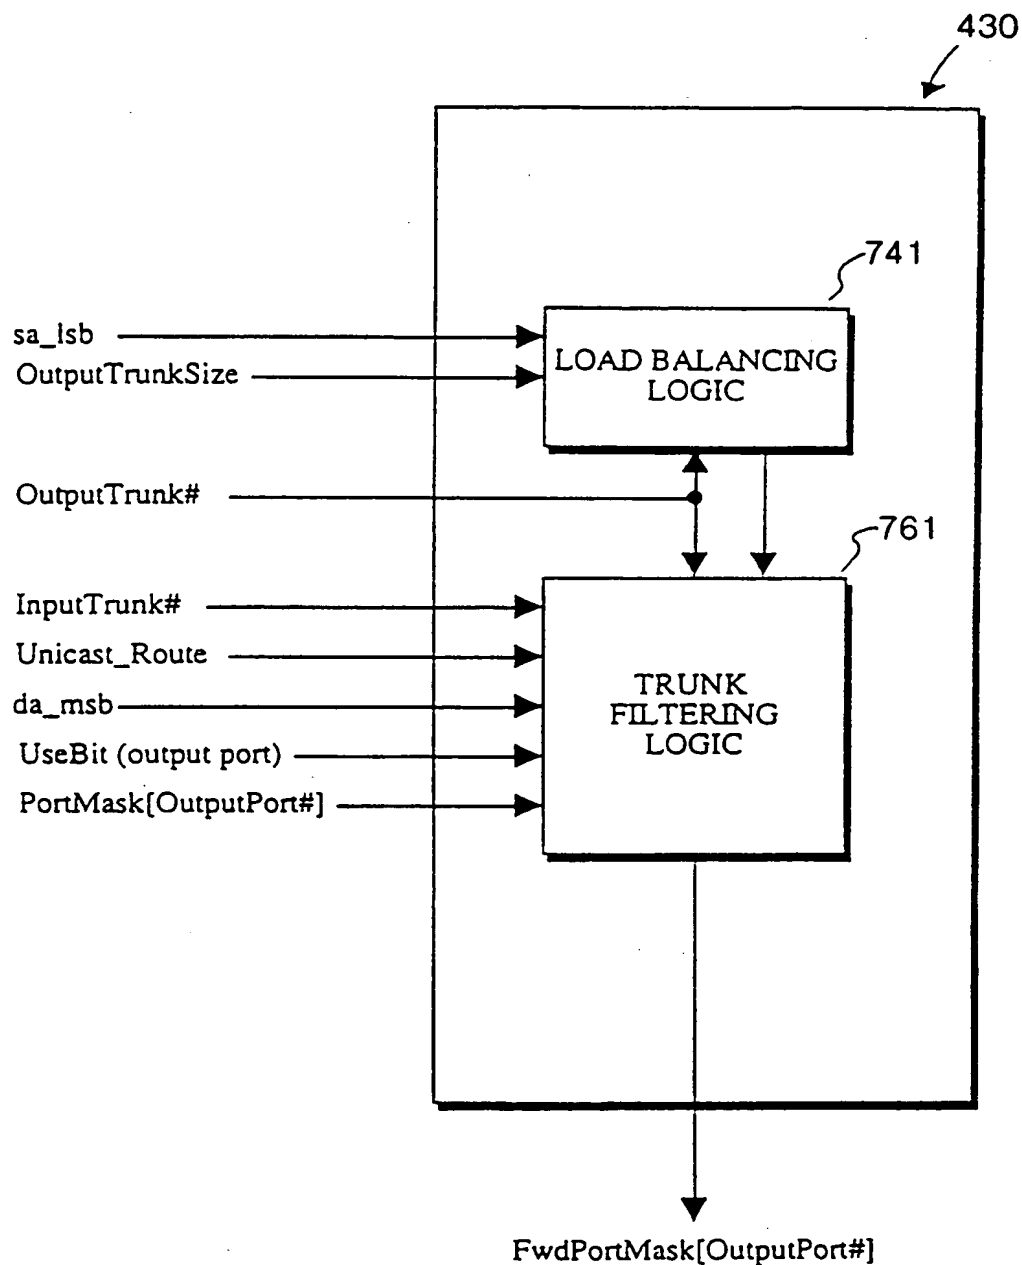 430
741
sa_lsb
OutputTrunkSize
LOAD BALANCING
LOGIC
OutputTrunk#
761
InputTrunk#
Unicast_Route
da_msb
UseBit (output port)
PortMask[OutputPort#]
TRUNK
FILTERING
LOGIC
FwdPortMask[OutputPort#]